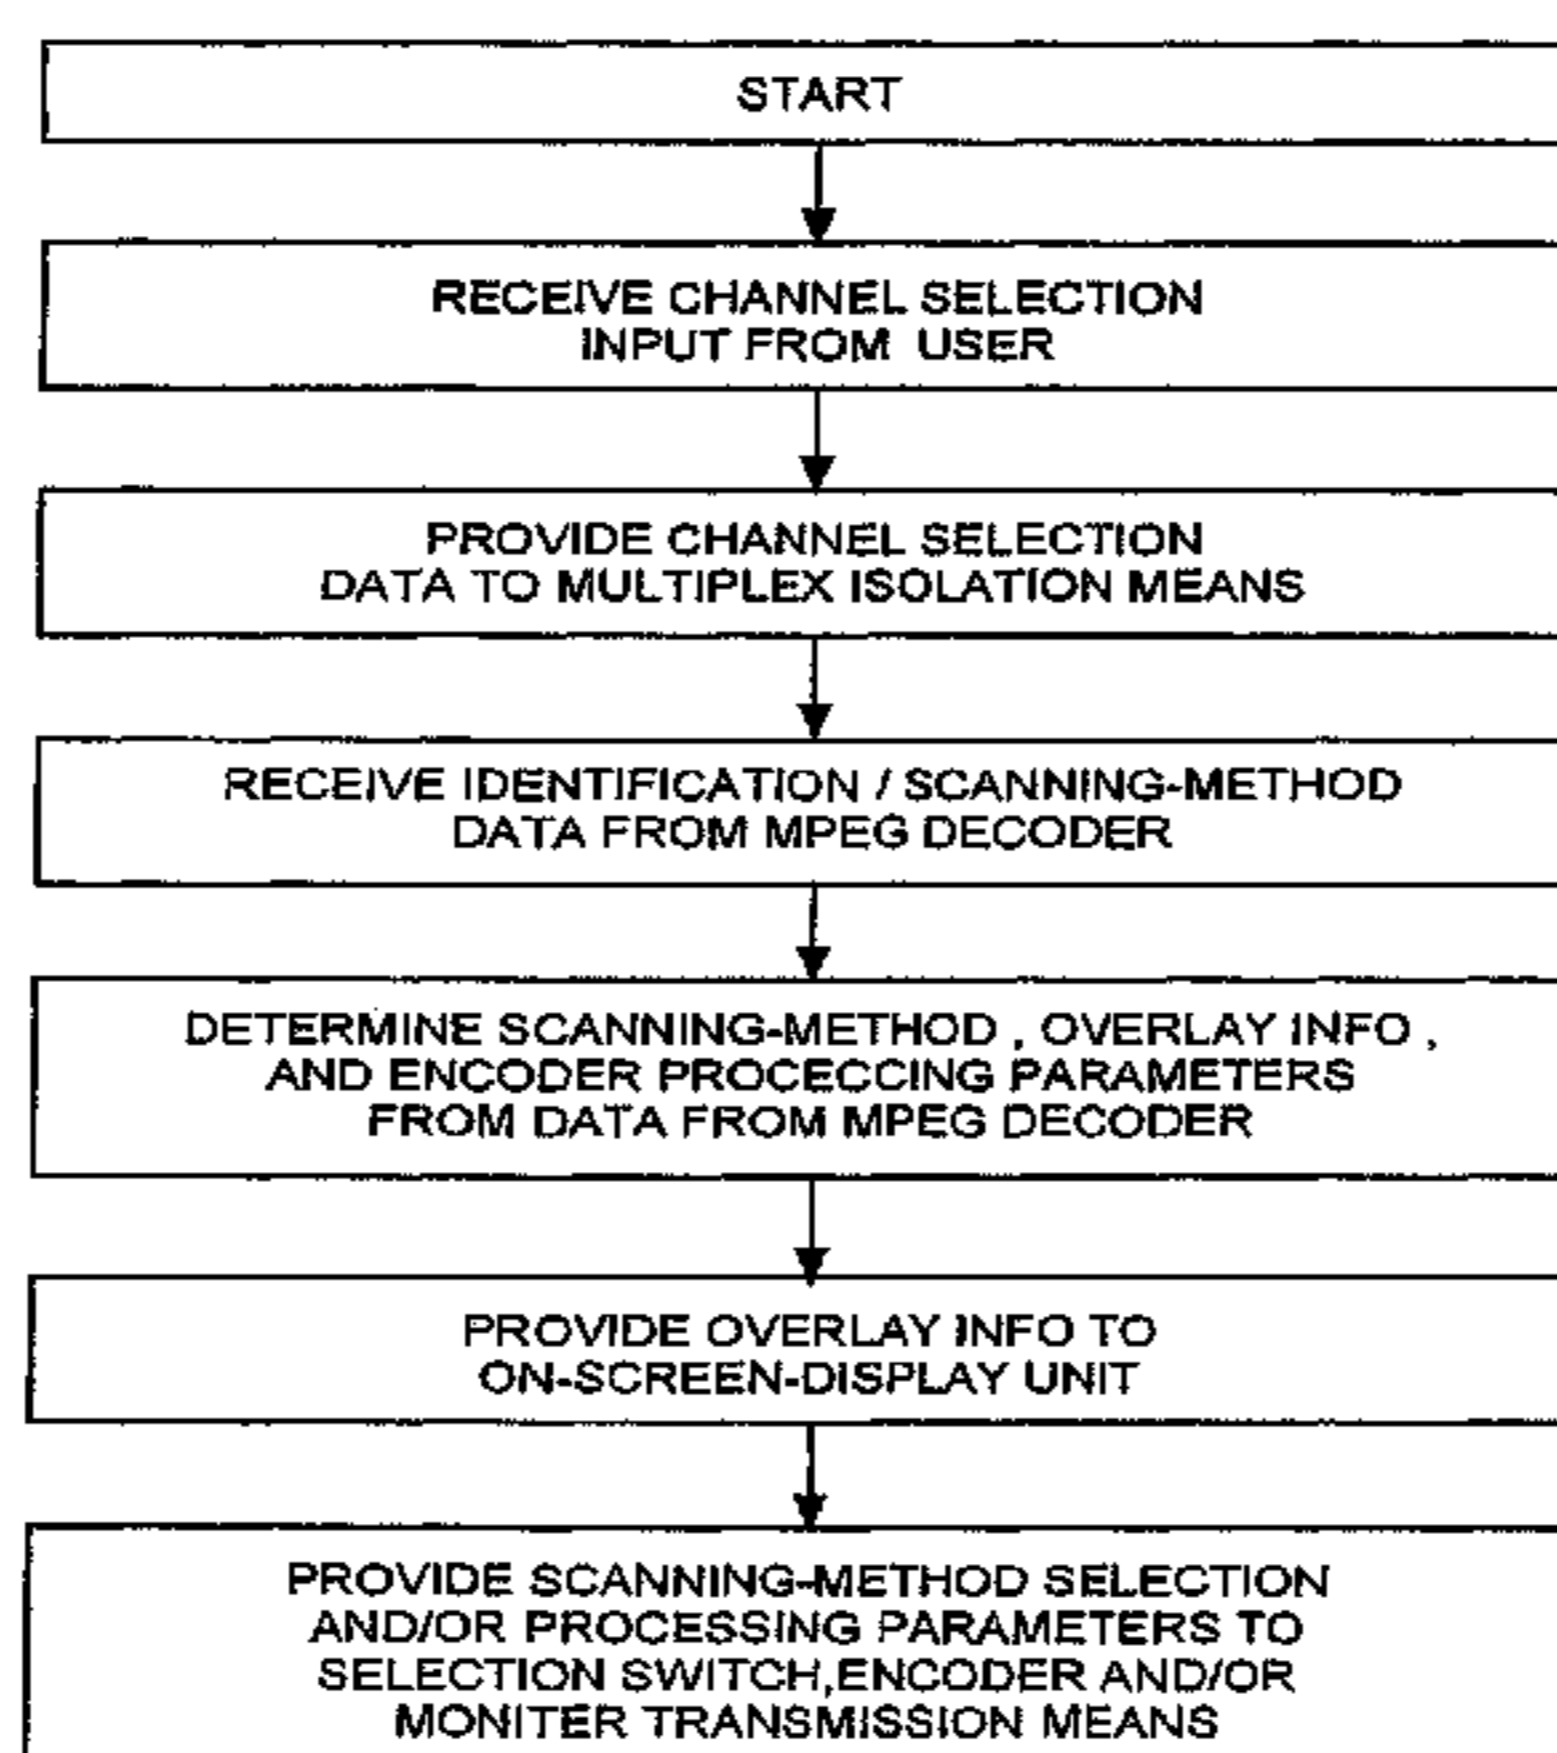 START
RECEIVE CHANNEL SELECTION
INPUT FROM USER
PROVIDE CHANNEL SELECTION
DATA TO MULTIPLEX ISOLATION MEANS
RECEIVE IDENTIFICATION / SCANNING-METHOD
DATA FROM MPEG DECODER
DETERMINE SCANNING-METHOD , OVERLAY INFO ,
AND ENCODER PROCECCING PARAMETERS
FROM DATA FROM MPEG DECODER
PROVIDE OVERLAY INFO TO
ON-SCREEN-DISPLAY UNIT
PROVIDE SCANNING-METHOD SELECTION
AND/OR PROCESSING PARAMETERS TO
SELECTION SWITCH,ENCODER AND/OR
MONITER TRANSMISSION MEANS